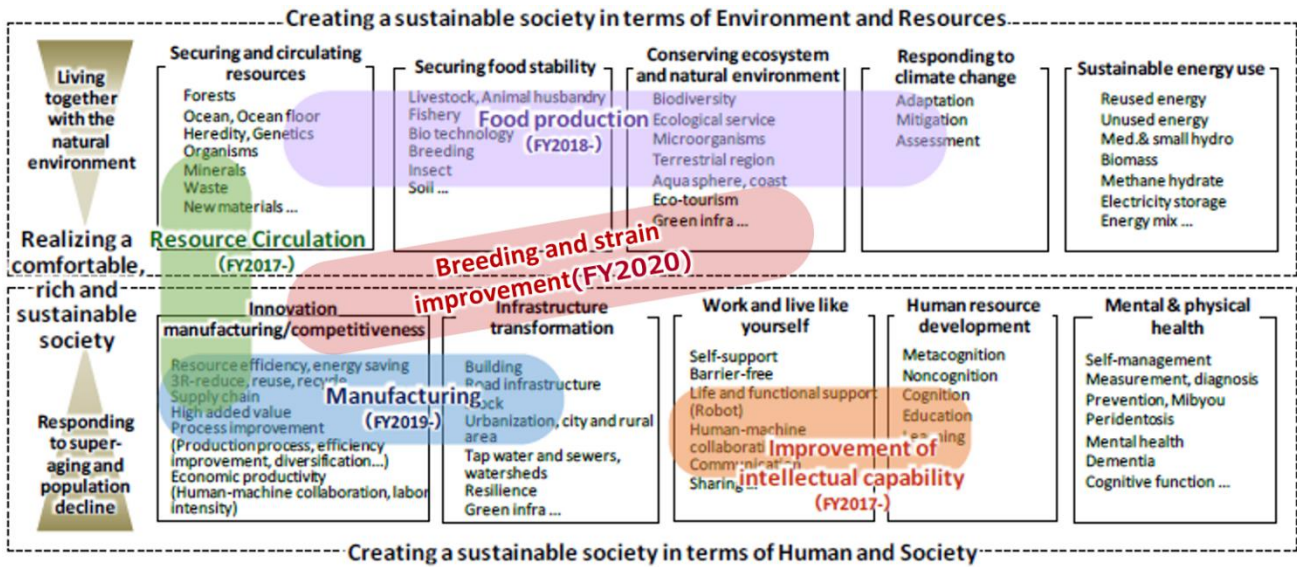 Creating a sustainable society in terms of Environment and Resources
Living
together
with the
natural
environment
Realizing a
comfortable,
rich and
sustainable
society
Responding
to super-
aging and
population
decline
Securing and circulating
resources
Forests
Ocean, Ocean floor
Heredity, Genetics
Organisms
Minerals
Waste
New materials ...
Securing food stability
Livestock, Animal husbandry
Fishery
Bio technology
Breeding
Insect
Soil ...
Conserving ecosystem
and natural environment
Biodiversity
Ecological service
Microorganisms
Terrestrial region
Aqua sphere, coast
Eco-tourism
Green infra ...
Responding to
climate change
Adaptation
Mitigation
Assessment
Sustainable energy use
Reused energy
Unused energy
Med.& small hydro
Biomass
Methane hydrate
Electricity storage
Energy mix ...
Food production
(FY2018-)
Resource Circulation
(FY2017-)
Breeding and strain
improvement(FY2020)
Innovation
manufacturing/competitiveness
Resource efficiency, energy saving
3R-reduce, reuse, recycle
Supply chain
High added value
Process improvement
(Production process, efficiency
improvement, diversification...)
Economic productivity
(Human-machine collaboration, labor
intensity)
Infrastructure
transformation
Building
Road infrastructure
Urbanization, city and rural
area
Tap water and sewers,
watersheds
Resilience
Green infra ...
Manufacturing
(FY2019-)
Work and live like
yourself
Self-support
Barrier-free
Life and functional support
(Robot)
Human-machine
Communication
Sharing ...
Human resource
development
Metacognition
Noncognition
Cognition
Education
Learning
Improvement of
intellectual capability
(FY2017-)
Mental & physical
health
Self-management
Measurement, diagnosis
Prevention, Mibyou
Peridentosis
Mental health
Dementia
Cognitive function ...
Creating a sustainable society in terms of Human and Society